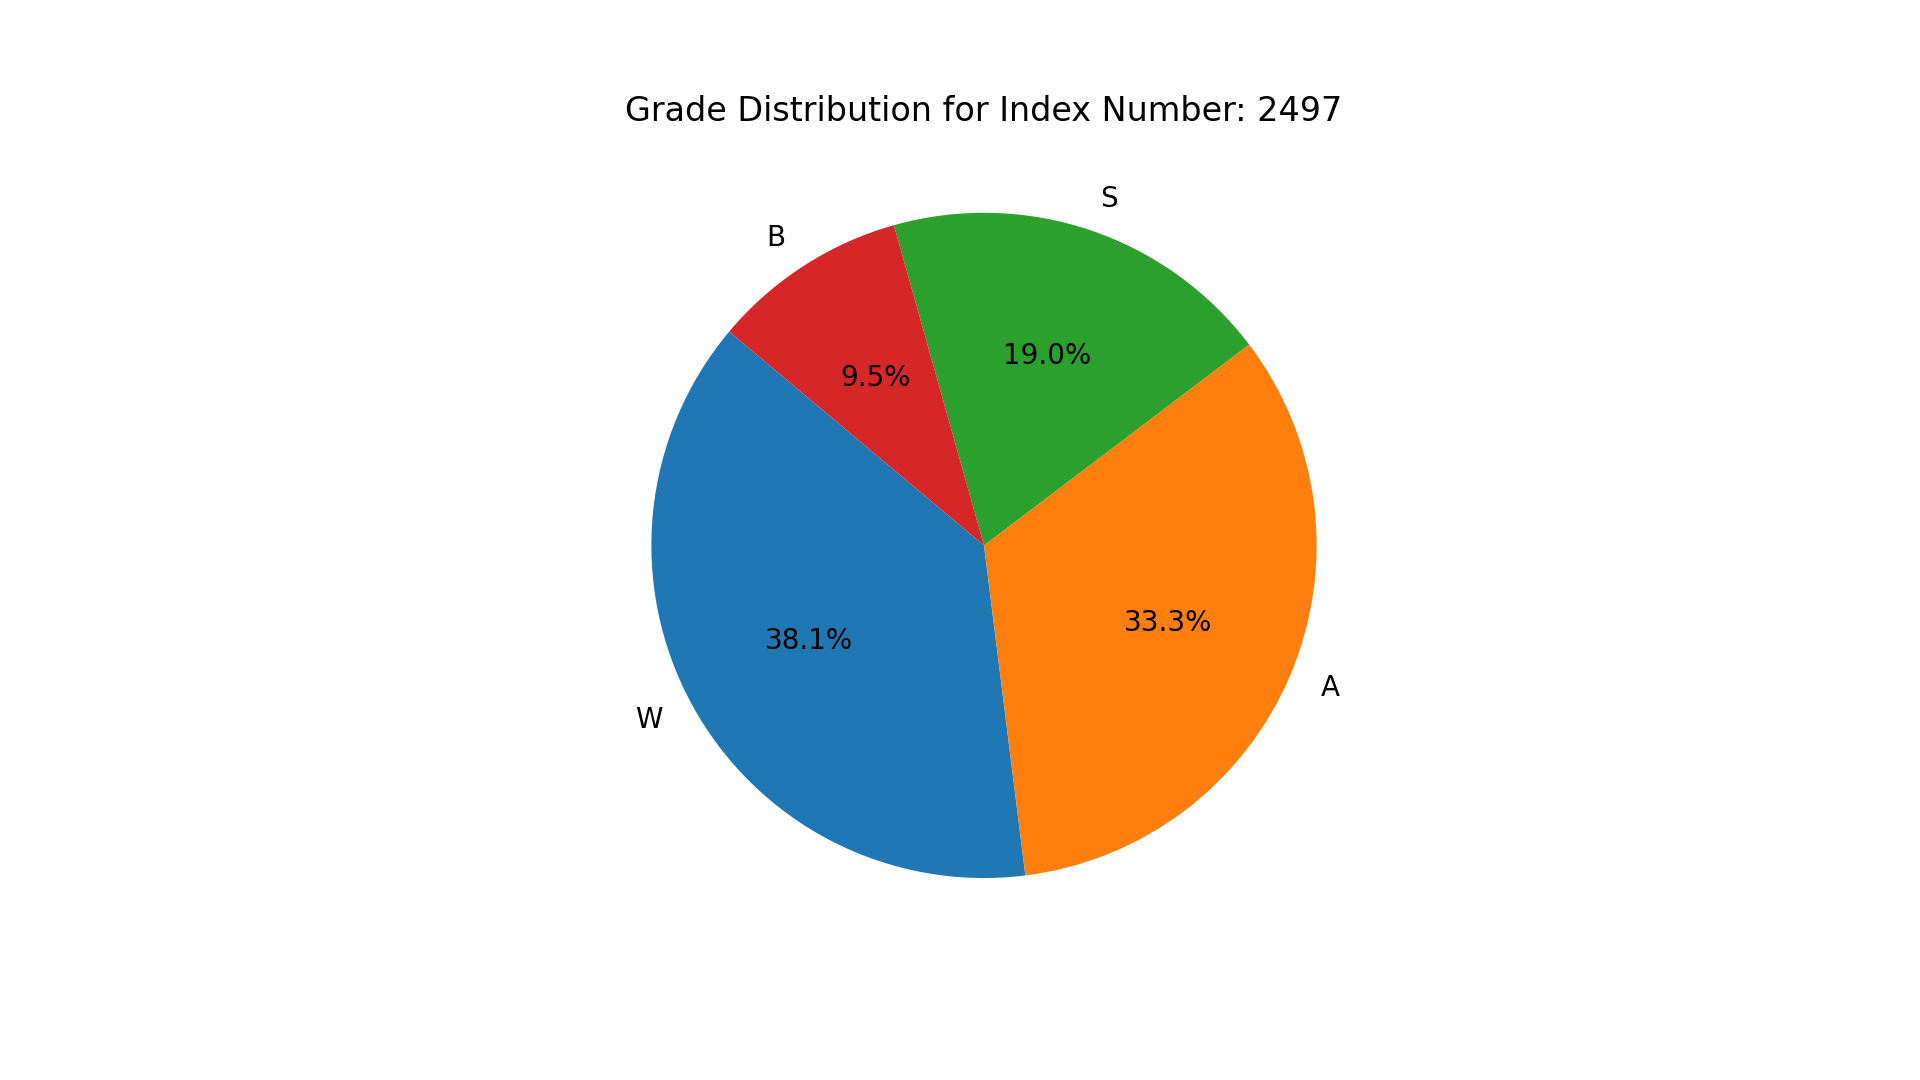 Grade Distribution for Index Number: 2497
S
B
19.0%
9.5%
33.3%
38.1%
A
W